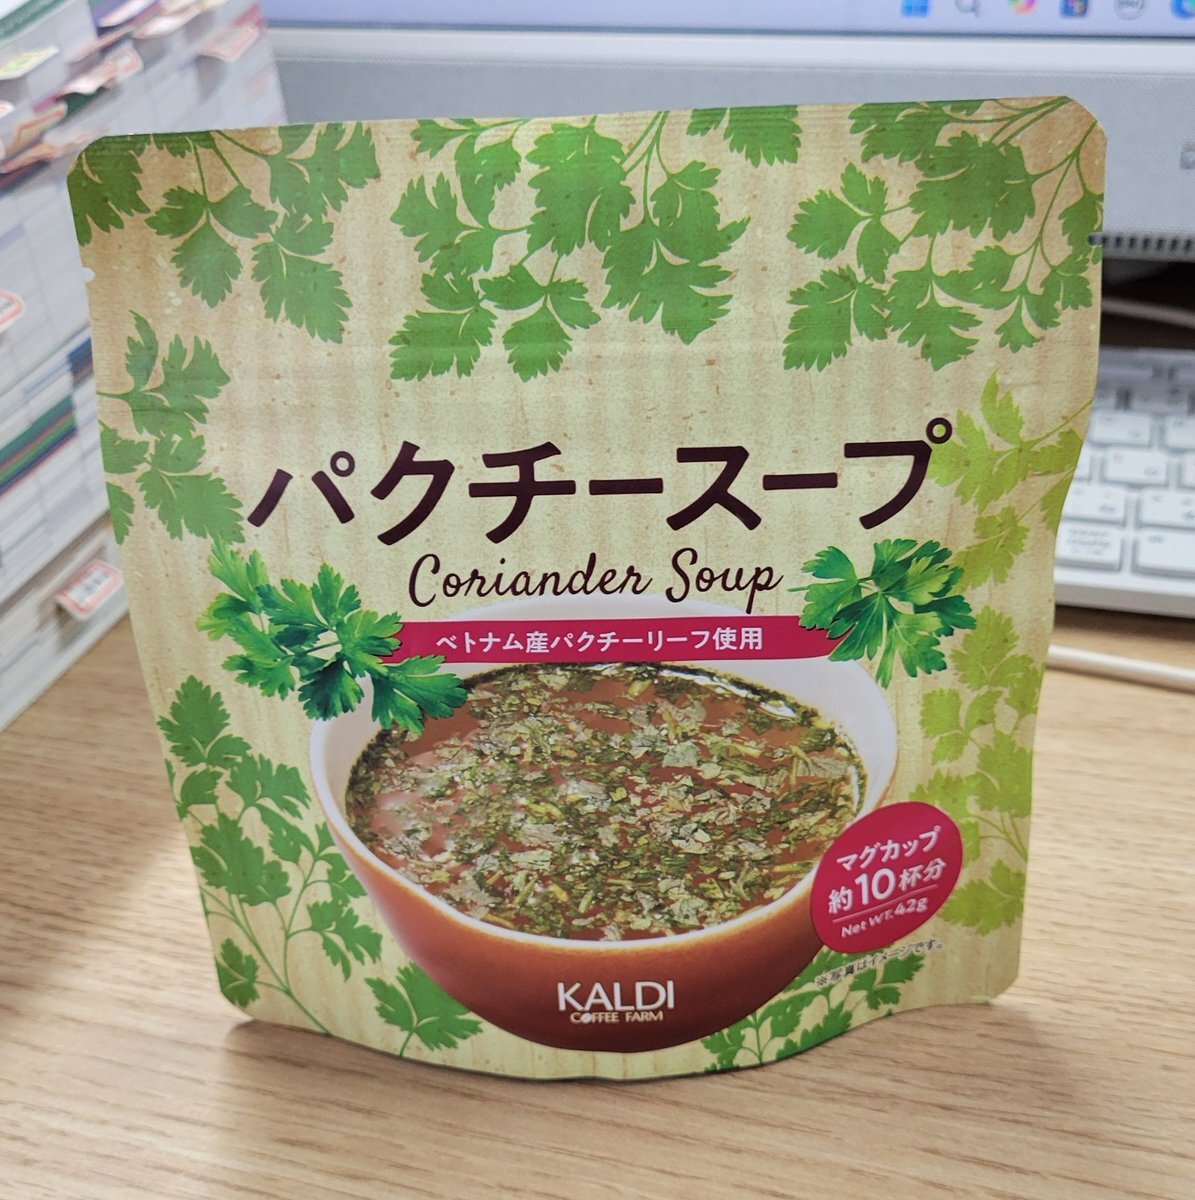 パクチースープ
Coriander Soup
ベトナム産パクチーリーフ使用
マグカップ
約10杯分
Net WT. 42g
※写真はイメージです。
KALDI
COFFEE FARM